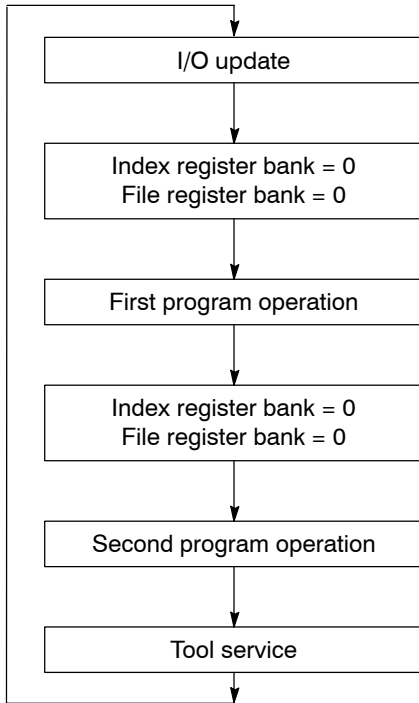 I/O update
Index register bank = 0
File register bank = 0
First program operation
Index register bank = 0
File register bank = 0
Second program operation
Tool service